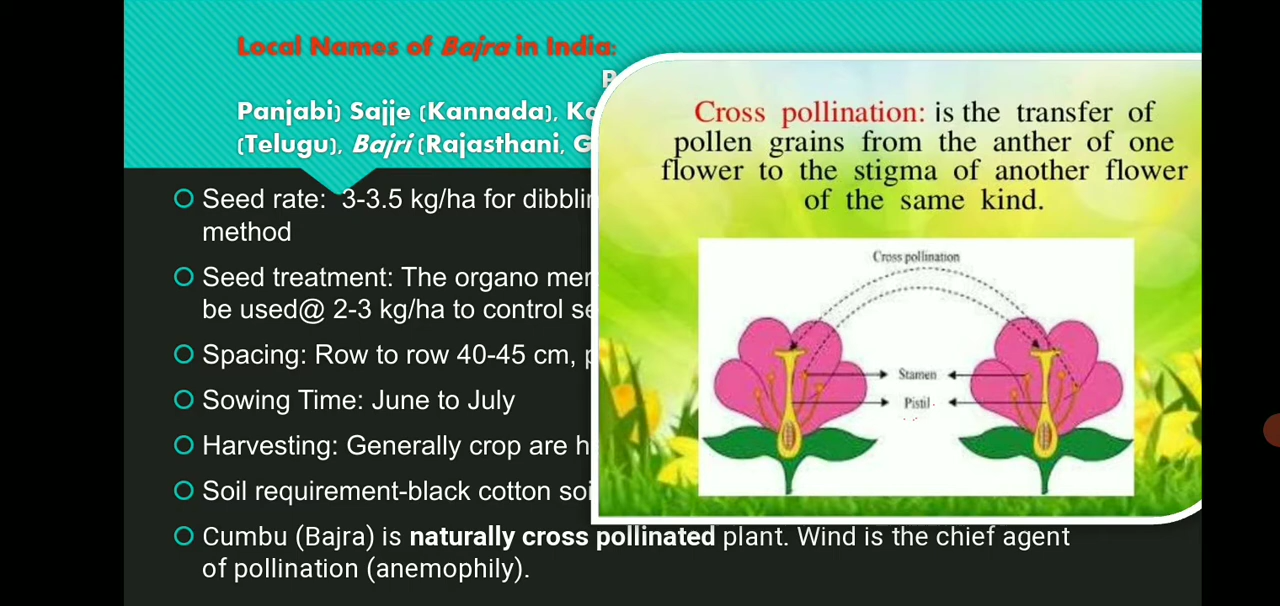 Local Names of Bajra in India:
Panjabi) Sajje (Kannada),
(Telugu), Bajri (Rajasthani,
Seed rate: 3-3.5 kg/ha for
method
Seed treatment: The organo
be used@ 2-3 kg/ha to control
Spacing: Row to row 40-45 cm,
Sowing Time: June to July
Harvesting: Generally crop are
Soil requirement-black cotton
Cumbu (Bajra) is naturally cross pollinated plant. Wind is the chief agent
of pollination (anemophily).
Cross pollination: is the transfer of
pollen grains from the anther of one
flower to the stigma of another flower
of the same kind.
Cross pollination
Stamen
Pistil